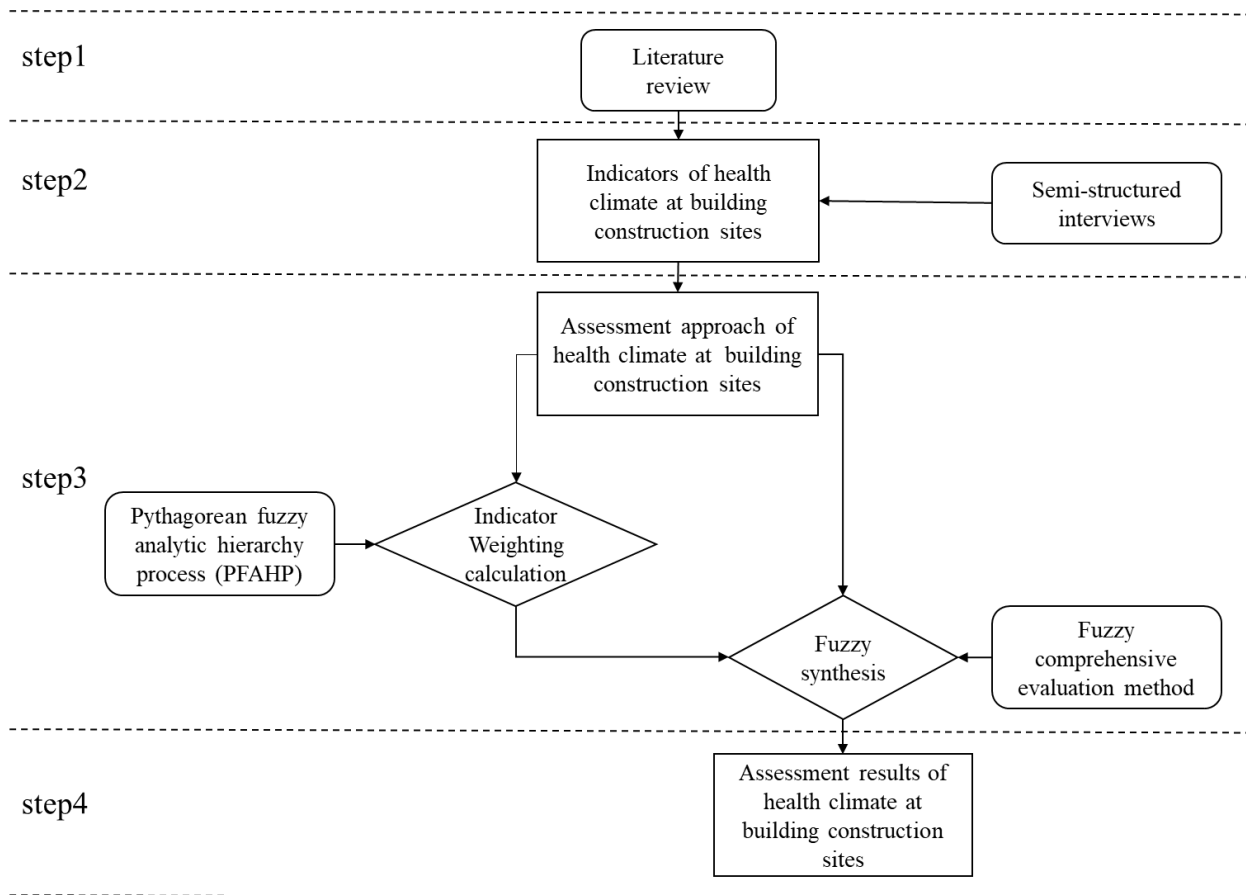 step1
Literature
review
step2
Indicators of health
climate at building
construction sites
Semi-structured
interviews
Assessment approach of
health climate at building
construction sites
step3
Pythagorean fuzzy
analytic hierarchy
process (PFAHP)
Indicator
Weighting
calculation
Fuzzy
synthesis
Fuzzy
comprehensive
evaluation method
step4
Assessment results of
health climate at
building construction
sites